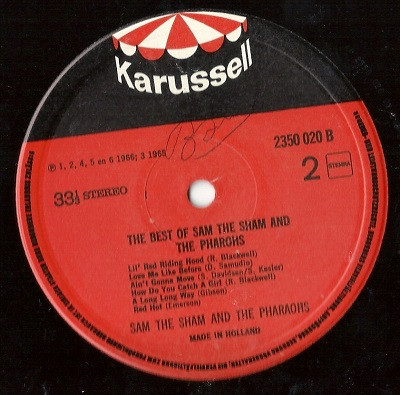 Karussell
℗ 1, 2, 4, 5 en 6 1966; 3 1965
2350 020 B
33⅓ STEREO
2 STEMRA
THE BEST OF SAM THE SHAM AND
THE PHAROHS
Lil' Red Riding Hood (R. Blackwell)
Love Me Like Before (D. Samudio)
Ain't Gonna Move (S. Davidson/S. Kesler)
How Do You Catch A Girl (R. Blackwell)
A Long Long Way (Gibson)
Red Hot (Emerson)
SAM THE SHAM AND THE PHARAOHS
MADE IN HOLLAND